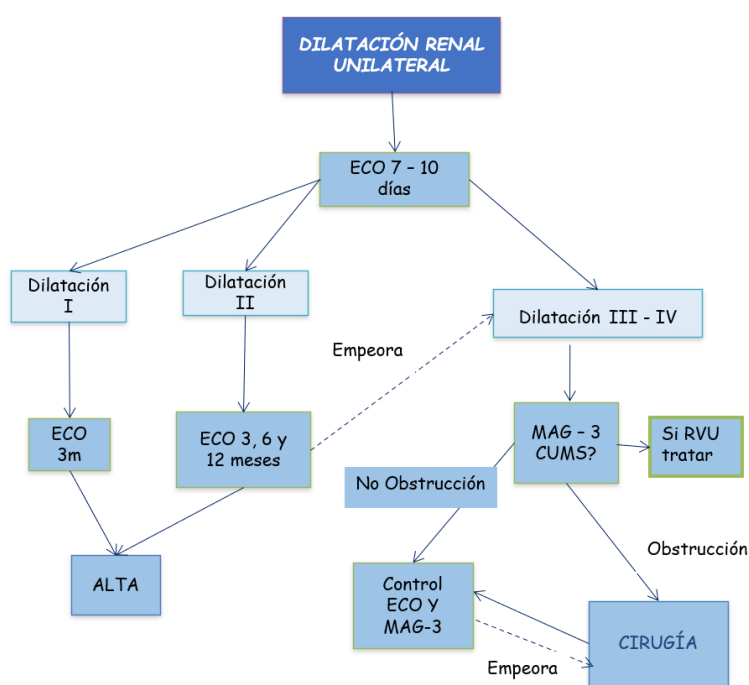 DILATACIÓN RENAL
UNILATERAL
ECO 7 – 10
días
Dilatación
I
Dilatación
II
Dilatación III - IV
Empeora
ECO
3m
ECO 3, 6 y
12 meses
MAG – 3
CUMS?
Si RVU
tratar
No Obstrucción
Obstrucción
ALTA
Control
ECO Y
MAG-3
CIRUGÍA
Empeora